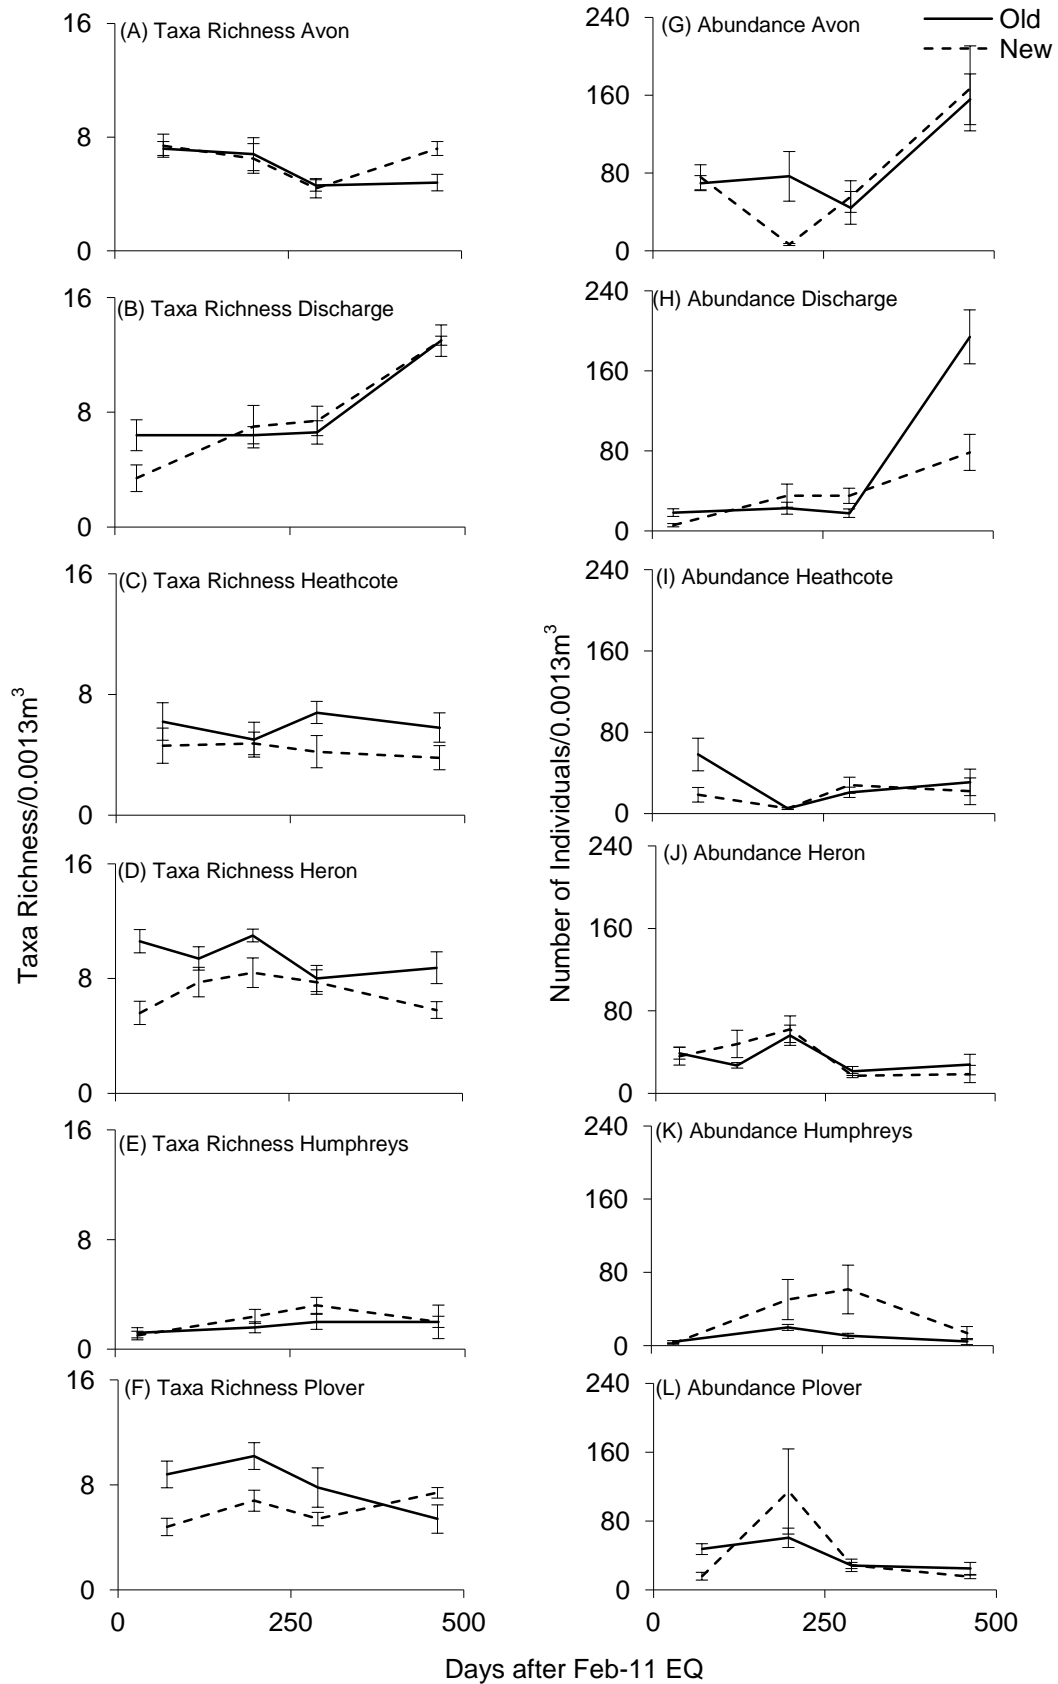 (A) Taxa Richness Avon
16
8
0
(B) Taxa Richness Discharge
16
8
0
(C) Taxa Richness Heathcote
16
8
0
(D) Taxa Richness Heron
16
8
0
(E) Taxa Richness Humphreys
16
8
0
(F) Taxa Richness Plover
16
8
0
0 250 500
Taxa Richness/0.0013m³
(G) Abundance Avon
Old
New
240
160
80
0
(H) Abundance Discharge
240
160
80
0
(I) Abundance Heathcote
240
160
80
0
(J) Abundance Heron
240
160
80
0
(K) Abundance Humphreys
240
160
80
0
(L) Abundance Plover
240
160
80
0
0 250 500
Number of Individuals/0.0013m³
Days after Feb-11 EQ